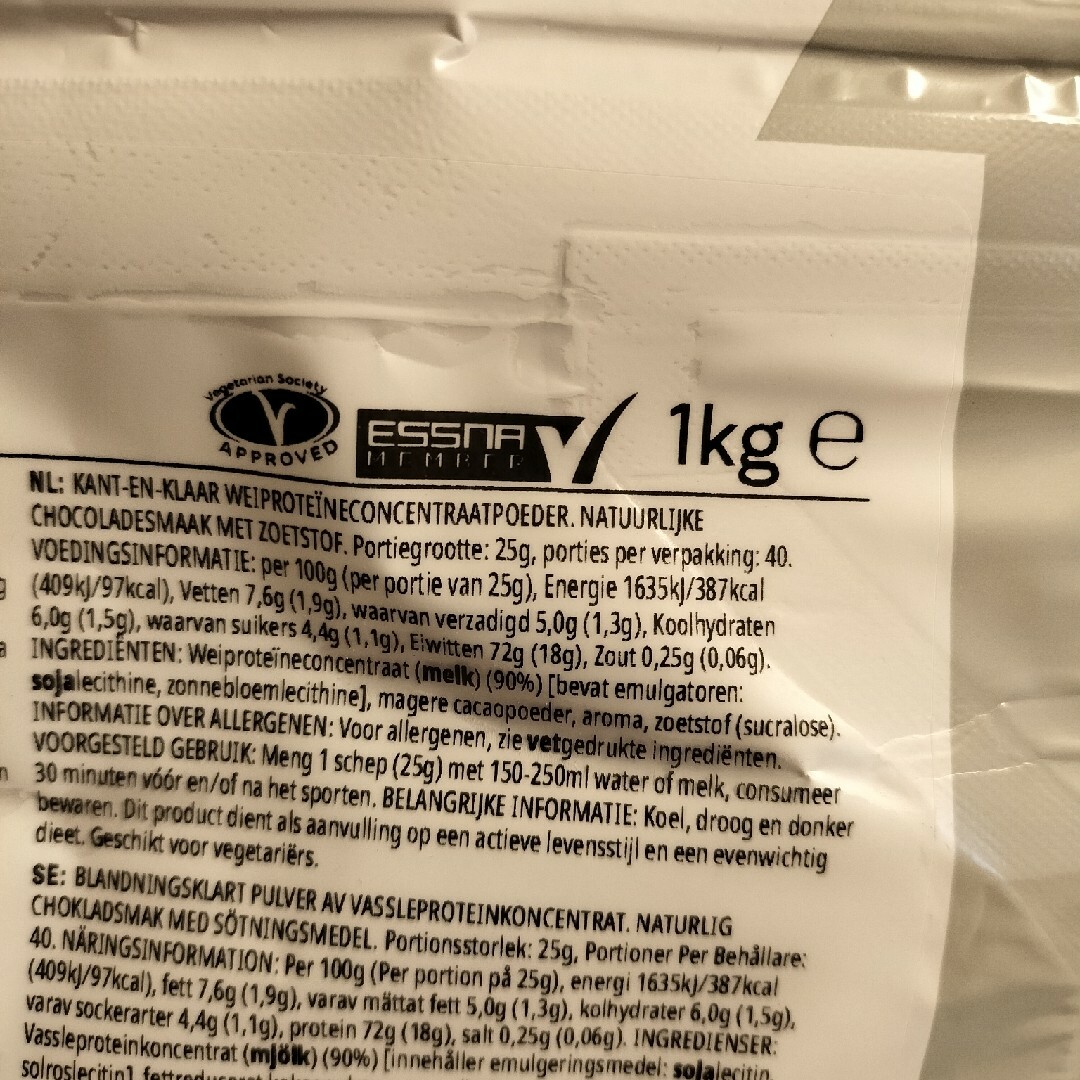 Vegetarian Society
APPROVED
ESSNA
MEMBER
1kg e
NL: KANT-EN-KLAAR WEIPROTEÏNECONCENTRAATPOEDER. NATUURLIJKE
CHOCOLADESMAAK MET ZOETSTOF. Portiegrootte: 25g, porties per verpakking: 40.
VOEDINGSINFORMATIE: per 100g (per portie van 25g), Energie 1635kJ/387kcal
(409kJ/97kcal), Vetten 7,6g (1,9g), waarvan verzadigd 5,0g (1,3g), Koolhydraten
6,0g (1,5g), waarvan suikers 4,4g (1,1g), Eiwitten 72g (18g), Zout 0,25g (0,06g).
INGREDIËNTEN: Weiproteïneconcentraat (melk) (90%) [bevat emulgatoren:
sojalecithine, zonnebloemlecithine], magere cacaopoeder, aroma, zoetstof (sucralose).
INFORMATIE OVER ALLERGENEN: Voor allergenen, zie vetgedrukte ingrediënten.
VOORGESTELD GEBRUIK: Meng 1 schep (25g) met 150-250ml water of melk, consumeer
30 minuten vóór en/of na het sporten. BELANGRIJKE INFORMATIE: Koel, droog en donker
bewaren. Dit product dient als aanvulling op een actieve levensstijl en een evenwichtig
dieet. Geschikt voor vegetariërs.
SE: BLANDNINGSKLART PULVER AV VASSLEPROTEINKONCENTRAT. NATURLIG
CHOKLADSMAK MED SÖTNINGSMEDEL. Portionsstorlek: 25g, Portioner Per Behållare:
40. NÄRINGSINFORMATION: Per 100g (Per portion på 25g), energi 1635kJ/387kcal
(409kJ/97kcal), fett 7,6g (1,9g), varav mättat fett 5,0g (1,3g), kolhydrater 6,0g (1,5g),
varav sockerarter 4,4g (1,1g), protein 72g (18g), salt 0,25g (0,06g). INGREDIENSER:
Vassleproteinkoncentrat (mjölk) (90%) [innehåller emulgeringsmedel: sojalecitin,
solroslecitin], fettreducerat